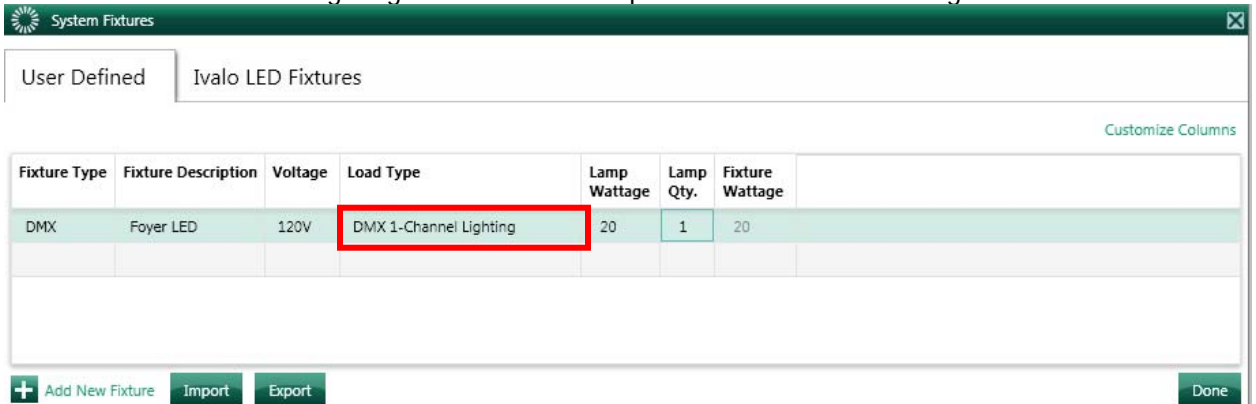 System Fixtures
User Defined Ivalo LED Fixtures
Customize Columns
Fixture Type Fixture Description Voltage Load Type Lamp Wattage Lamp Qty. Fixture Wattage
DMX Foyer LED 120V DMX 1-Channel Lighting 20 1 20
Add New Fixture Import Export Done